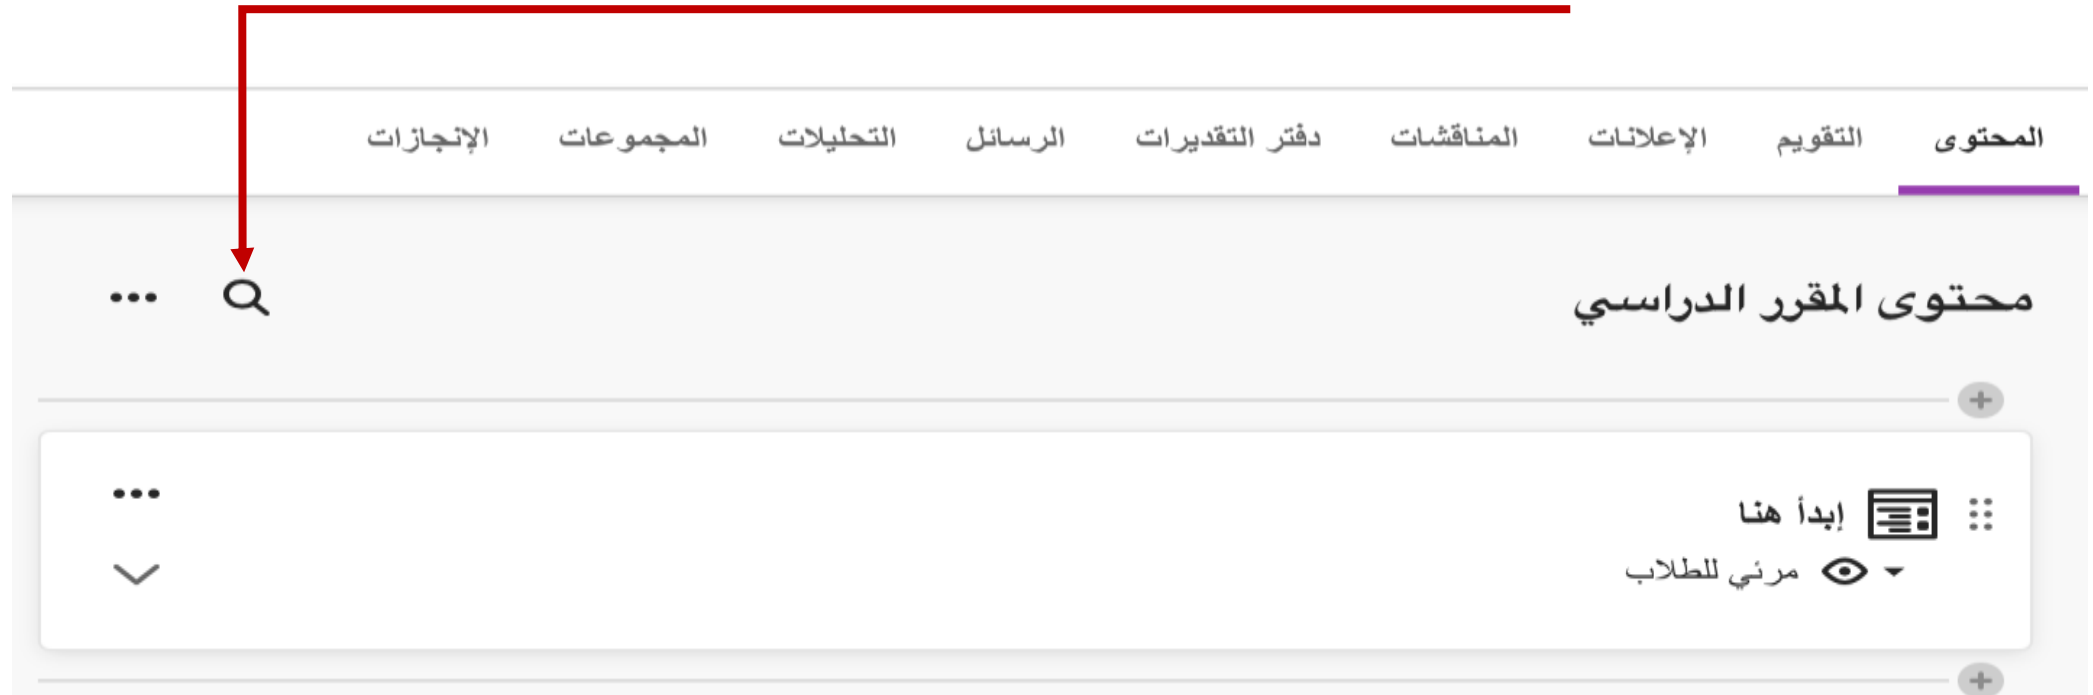 المحتوى التقويم الإعلانات المناقشات دفتر التقديرات الرسائل التحليلات المجموعات الإنجازات
محتوى المقرر الدراسي
إبدأ هنا
مرئي للطلاب